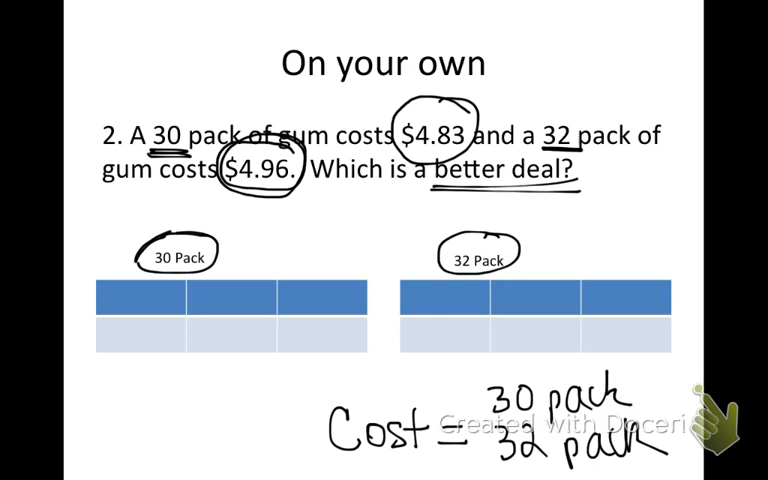 On your own
2. A 30 pack of gum costs $4.83 and a 32 pack of
gum costs $4.96. Which is a better deal?
30 Pack
32 Pack
30 pack
Cost = 32 pack
Created with Doceri